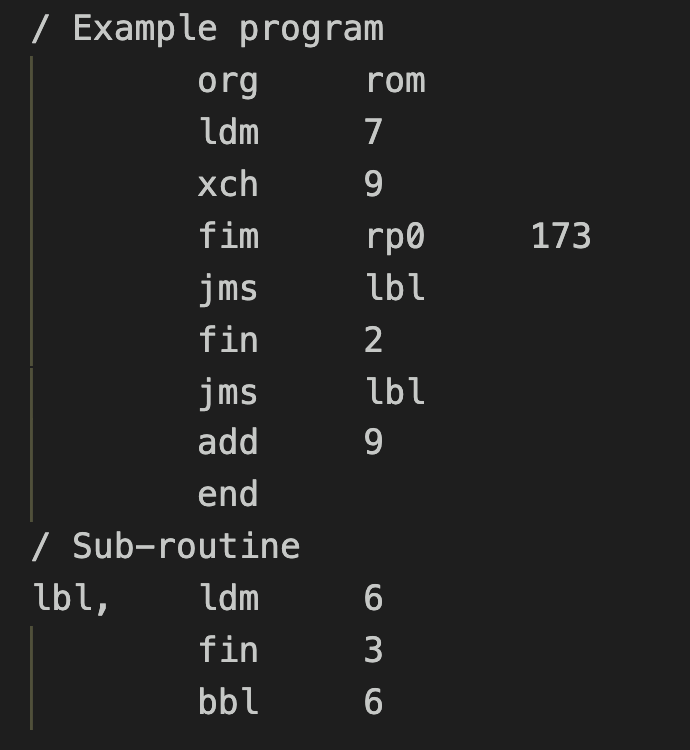 / Example program
org rom
ldm 7
xch 9
fim rp0 173
jms lbl
fin 2
jms lbl
add 9
end
/ Sub-routine
lbl, ldm 6
fin 3
bbl 6